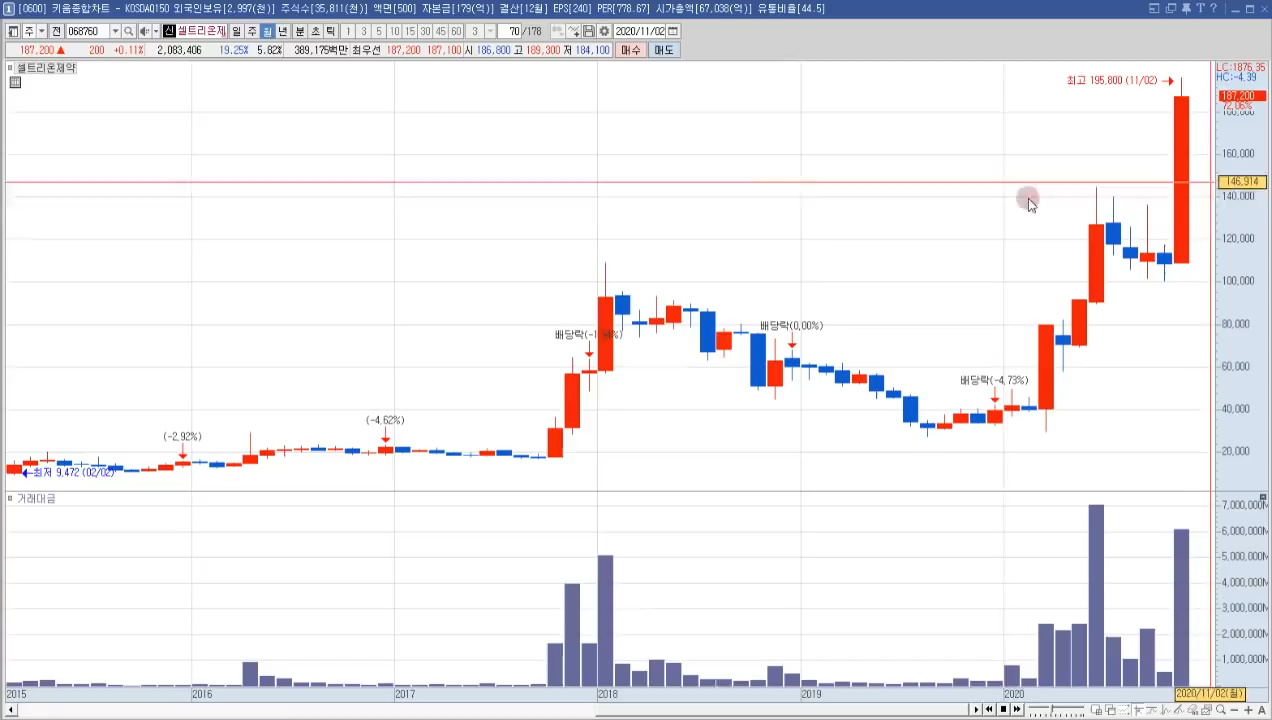 [0600] 키움종합차트 - KOSDAQ150 외국인보유[2,997(천)] 주식수[35,811(천)] 액면[500] 자본금[179(억)] 결산[12월] EPS[240] PER[778.67] 시가총액[67,038(억)] 유통비율[44.5]
주 전 068760 신 셀트리온제 일 주 월 년 분 초 틱 1 3 5 10 15 30 45 60 3 70 /178 2020/11/02
187,200 ▲ 200 +0.11% 2,083,406 19.25% 5.82% 389,175백만 최우선 187,200 187,100 시 186,800 고 189,300 저 184,100 매수 매도
셀트리온제약
LC:1876.35
HC:-4.39
최고 195,800 (11/02)
187,200
72.06%
180,000
160,000
146,914
140,000
120,000
100,000
80,000
60,000
40,000
20,000
배당락(0.00%)
배당락(-4.73%)
(-4.62%)
(-2.92%)
최저 9,472 (02/02)
거래대금
7,000,000M
6,000,000M
5,000,000M
4,000,000M
3,000,000M
2,000,000M
1,000,000M
2015 2016 2017 2018 2019 2020 2020/11/02(월)